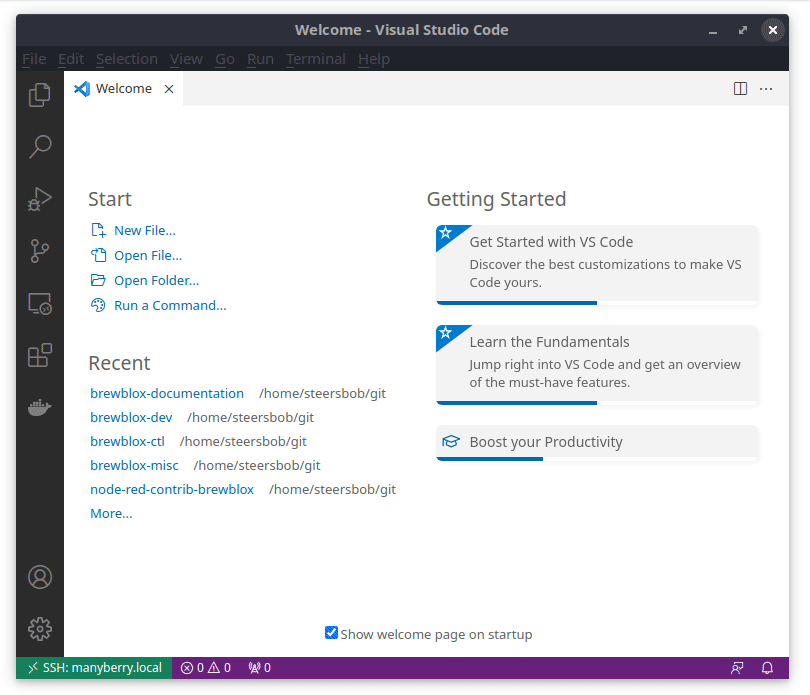 Welcome - Visual Studio Code
File Edit Selection View Go Run Terminal Help
Welcome
Start
New File...
Open File...
Open Folder...
Run a Command...
Recent
brewblox-documentation /home/steersbob/git
brewblox-dev /home/steersbob/git
brewblox-ctl /home/steersbob/git
brewblox-misc /home/steersbob/git
node-red-contrib-brewblox /home/steersbob/git
More...
Getting Started
Get Started with VS Code
Discover the best customizations to make VS
Code yours.
Learn the Fundamentals
Jump right into VS Code and get an overview
of the must-have features.
Boost your Productivity
Show welcome page on startup
SSH: manyberry.local 0 0 0